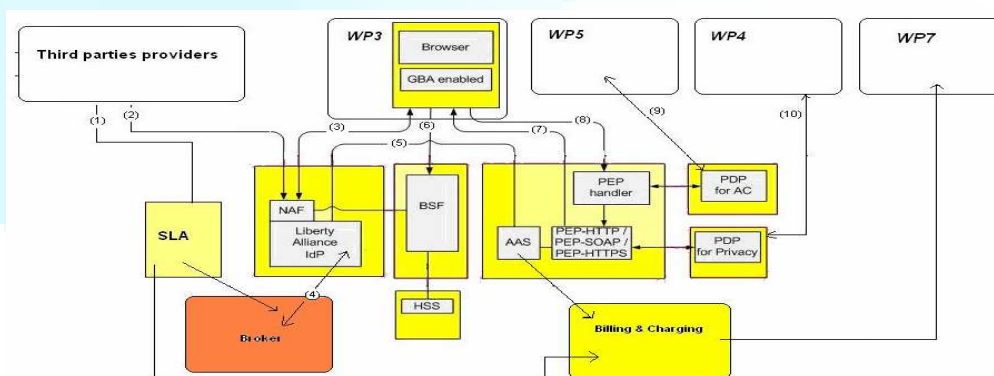 Third parties providers
WP3
Browser
GBA enabled
WP5
WP4
WP7
(1)
(2)
(3)
(6)
(5)
(7)
(8)
(9)
(10)
SLA
NAF
Liberty
Alliance
IdP
BSF
HSS
PEP
handler
AAS
PEP-HTTP /
PEP-SOAP /
PEP-HTTPS
PDP
for AC
PDP
for Privacy
(4)
Broker
Billing & Charging